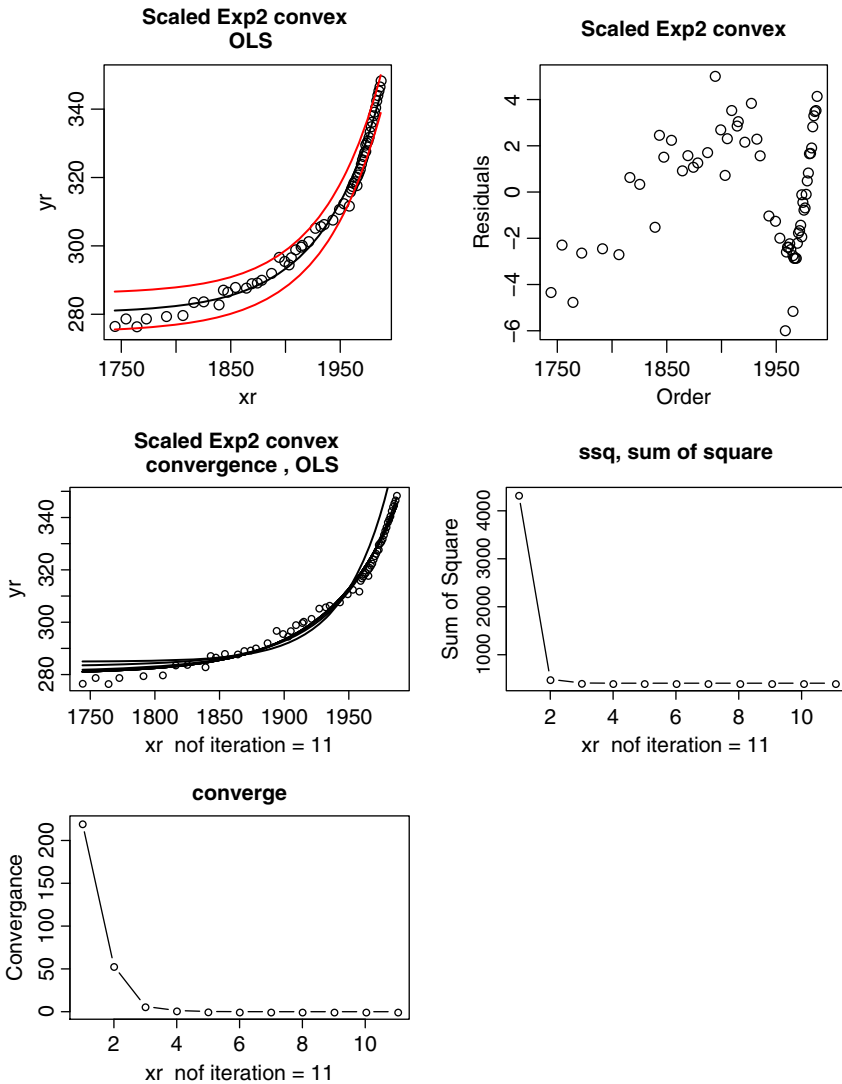 Scaled Exp2 convex
OLS
yr
340
320
300
280
1750
1850
1950
xr
Scaled Exp2 convex
Residuals
4
2
0
−2
−4
−6
1750
1850
1950
Order
Scaled Exp2 convex
convergence , OLS
yr
340
320
300
280
1750
1800
1850
1900
1950
xr nof iteration = 11
ssq, sum of square
Sum of Square
4000
3000
2000
1000
2
4
6
8
10
xr nof iteration = 11
converge
Convergance
200
150
100
50
0
2
4
6
8
10
xr nof iteration = 11